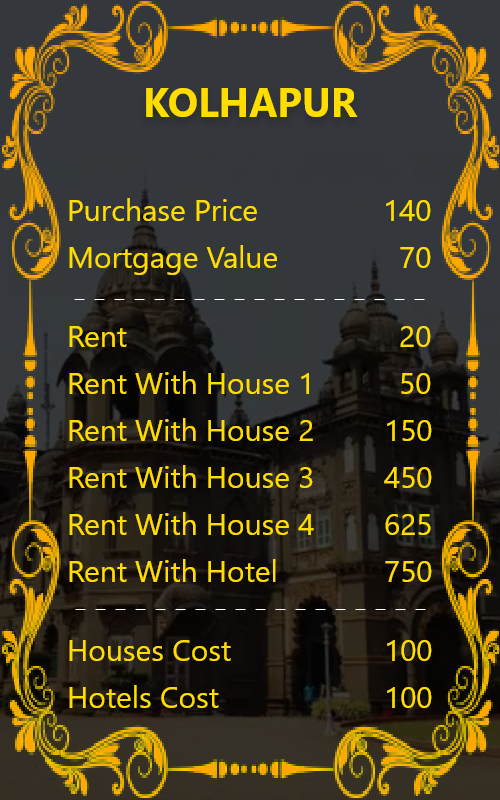 KOLHAPUR
Purchase Price 140
Mortgage Value 70
Rent 20
Rent With House 1 50
Rent With House 2 150
Rent With House 3 450
Rent With House 4 625
Rent With Hotel 750
Houses Cost 100
Hotels Cost 100